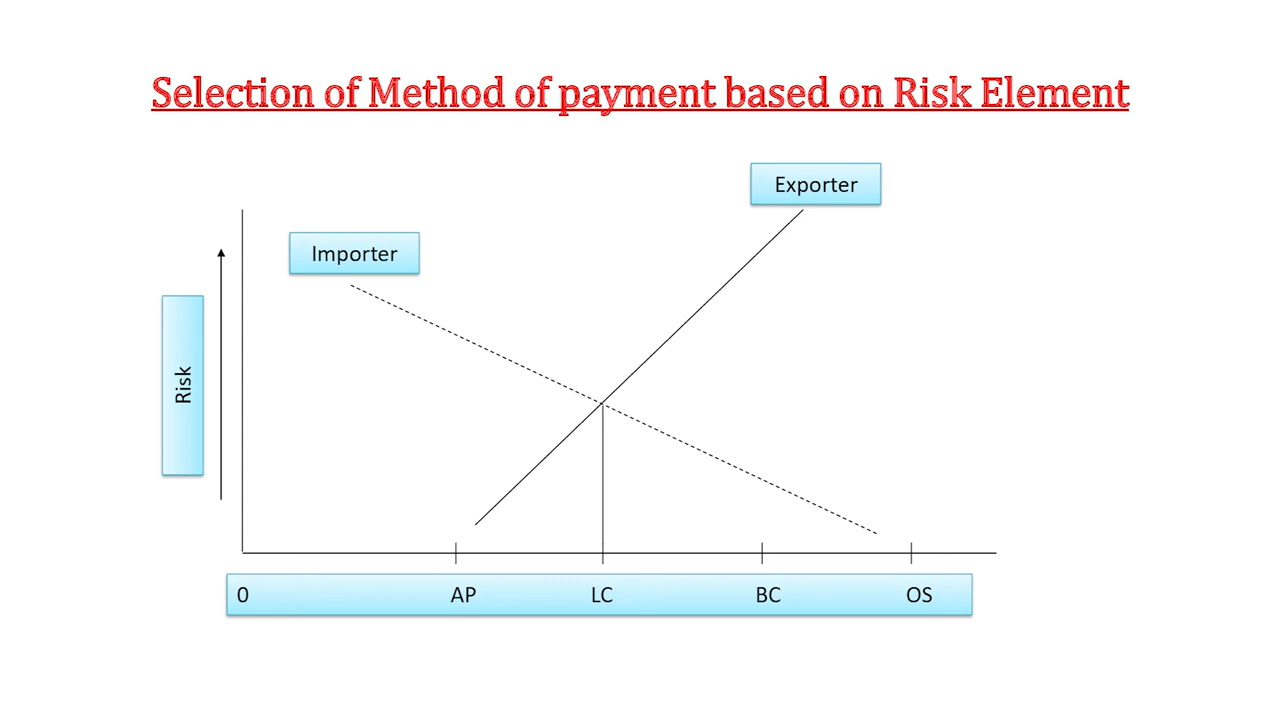 Selection of Method of payment based on Risk Element
Exporter
Importer
Risk
0 AP LC BC OS